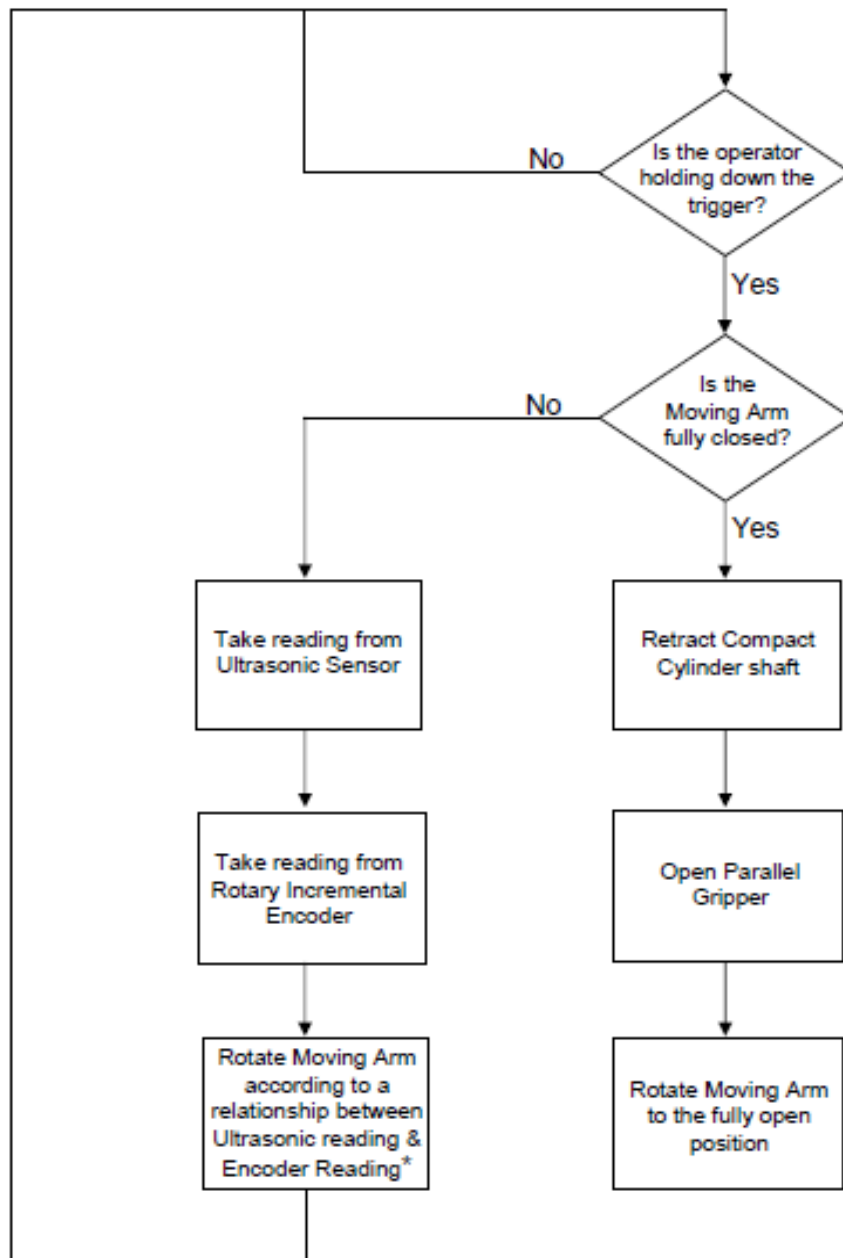 Is the operator
holding down the
trigger?
No
Yes
Is the
Moving Arm
fully closed?
No
Yes
Take reading from
Ultrasonic Sensor
Retract Compact
Cylinder shaft
Take reading from
Rotary Incremental
Encoder
Open Parallel
Gripper
Rotate Moving Arm
according to a
relationship between
Ultrasonic reading &
Encoder Reading*
Rotate Moving Arm
to the fully open
position